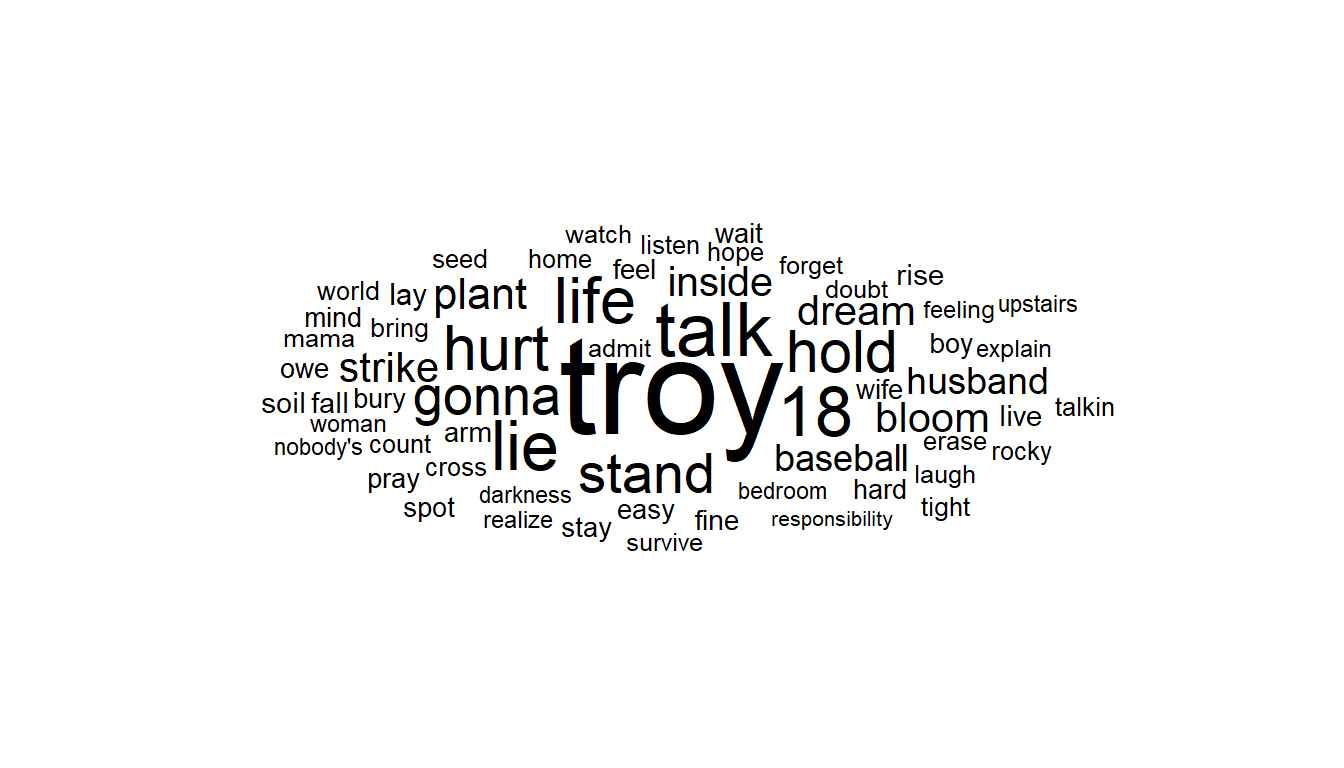 watch listen wait
seed home feel hope forget
world lay plant life inside doubt rise
mind bring talk dream feeling upstairs
mama hurt admit hold boy explain
owe strike troy wife husband
soil fall bury gonna 18 bloom live talkin
woman arm erase
nobody's count lie baseball rocky
pray cross stand laugh
spot darkness bedroom hard tight
realize stay easy fine responsibility
survive